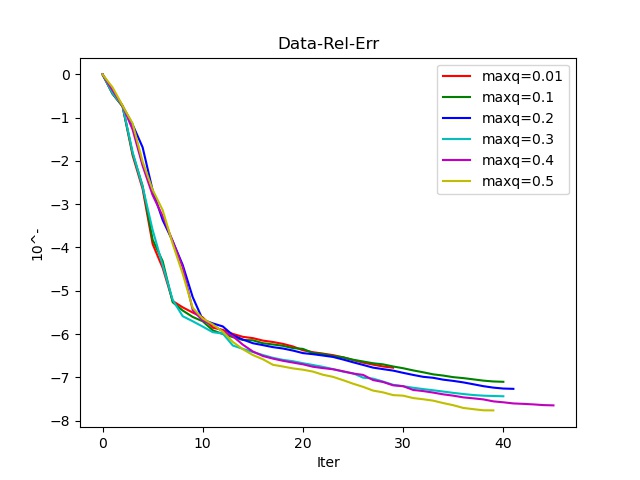 Data-Rel-Err
maxq=0.01
maxq=0.1
maxq=0.2
maxq=0.3
maxq=0.4
maxq=0.5
10^-
0
−1
−2
−3
−4
−5
−6
−7
−8
0 10 20 30 40
Iter